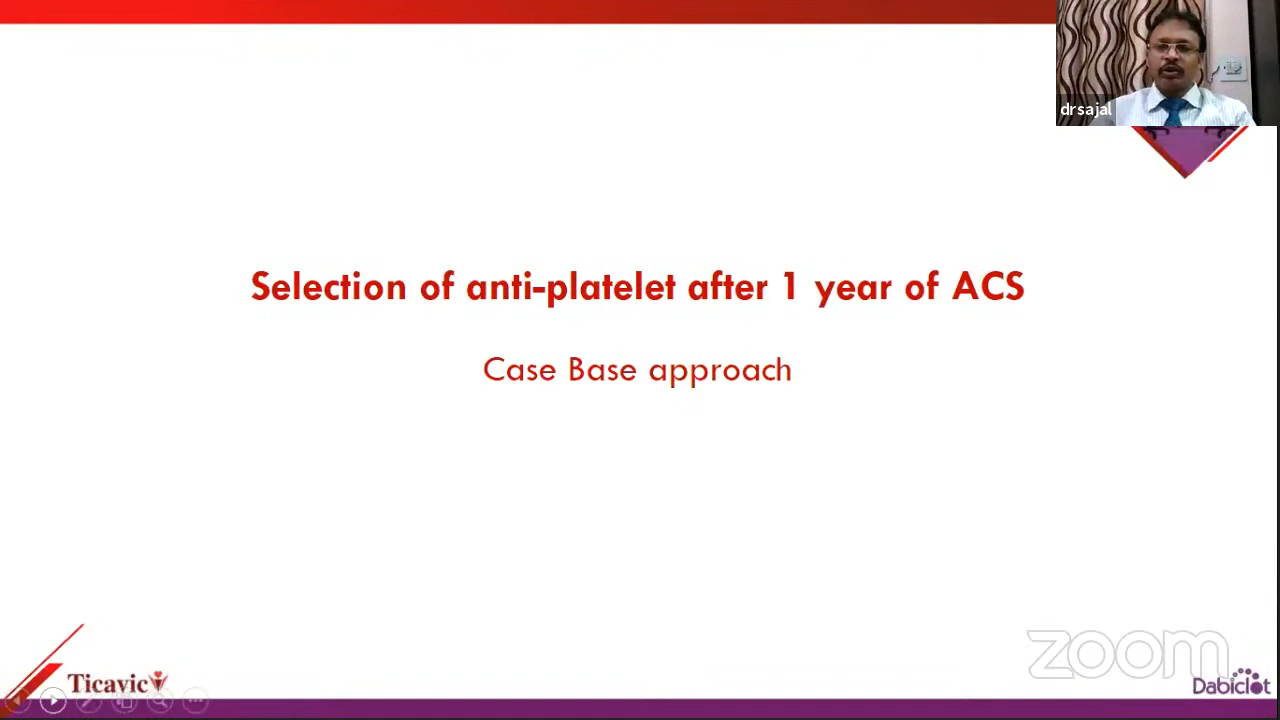 drsajal
Selection of anti-platelet after 1 year of ACS
Case Base approach
zoom
Ticavic
Dabiclot